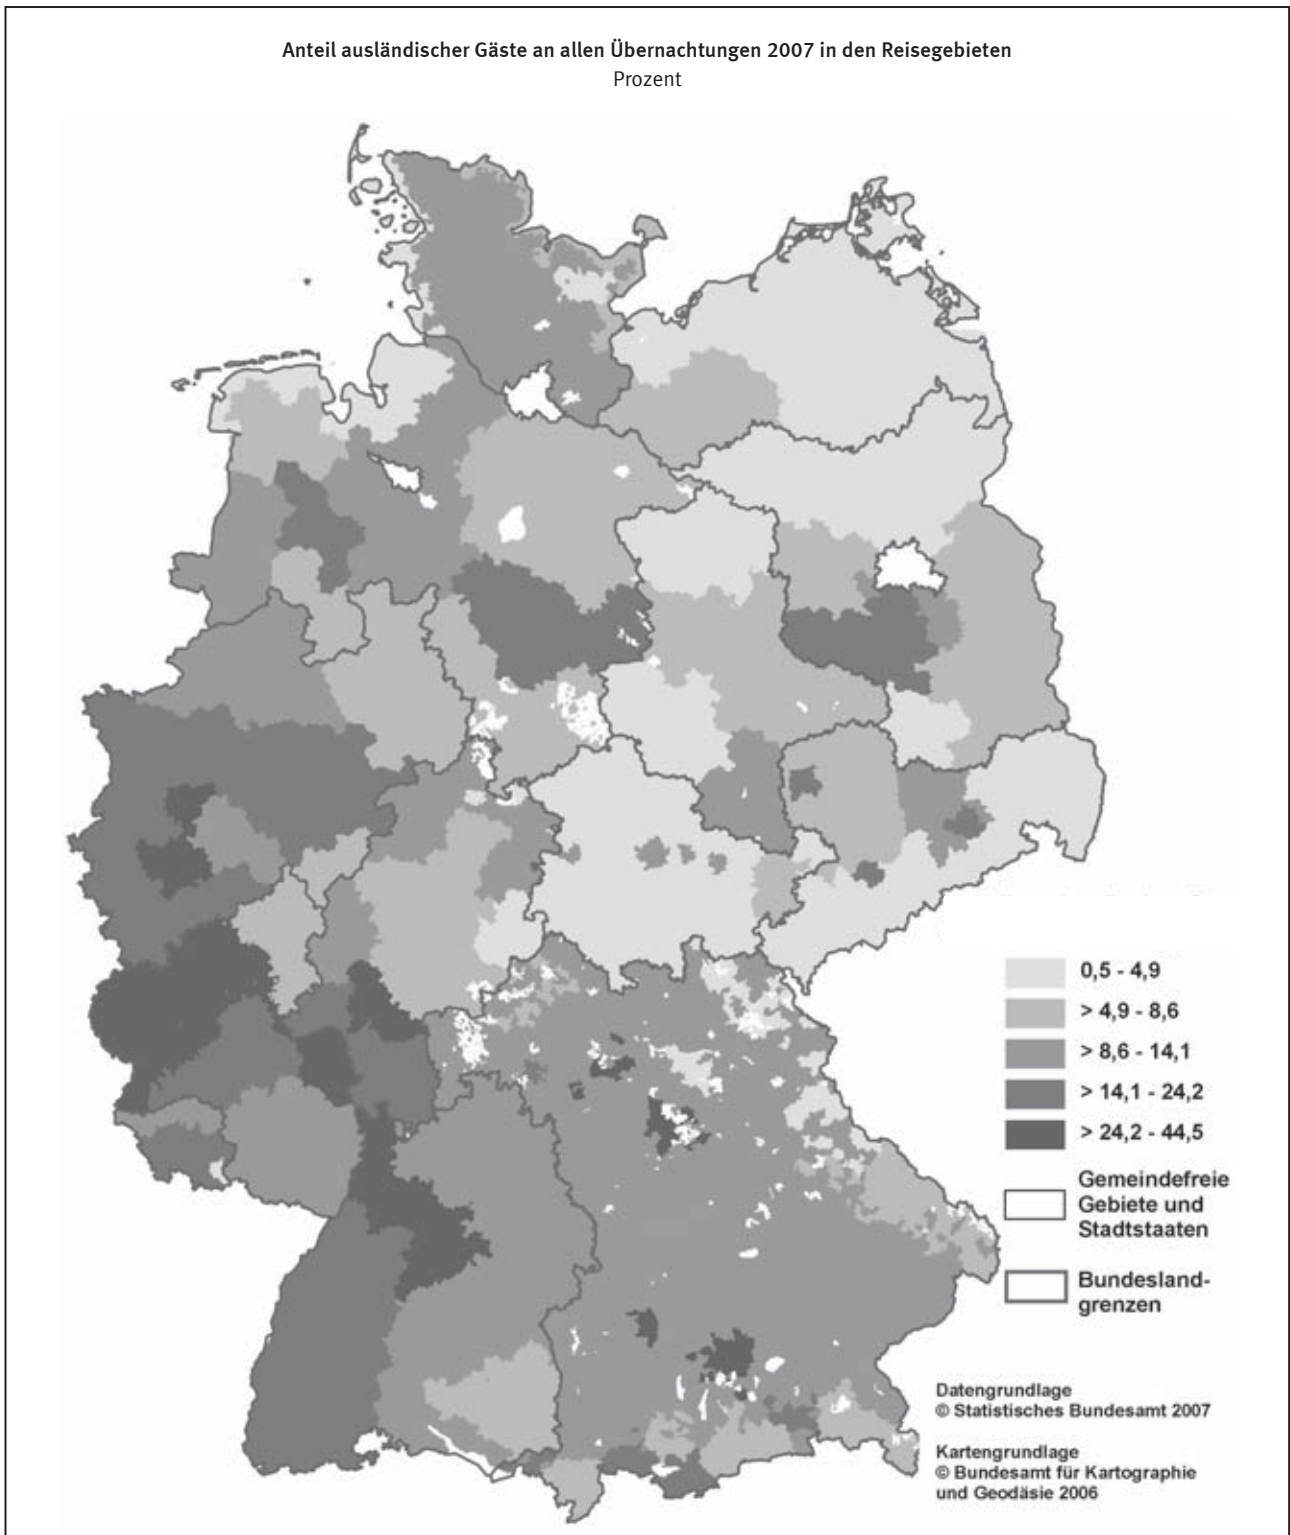 Anteil ausländischer Gäste an allen Übernachtungen 2007 in den Reisegebieten
Prozent
0,5 - 4,9
> 4,9 - 8,6
> 8,6 - 14,1
> 14,1 - 24,2
> 24,2 - 44,5
Gemeindefreie
Gebiete und
Stadtstaaten
Bundesland-
grenzen
Datengrundlage
© Statistisches Bundesamt 2007
Kartengrundlage
© Bundesamt für Kartographie
und Geodäsie 2006